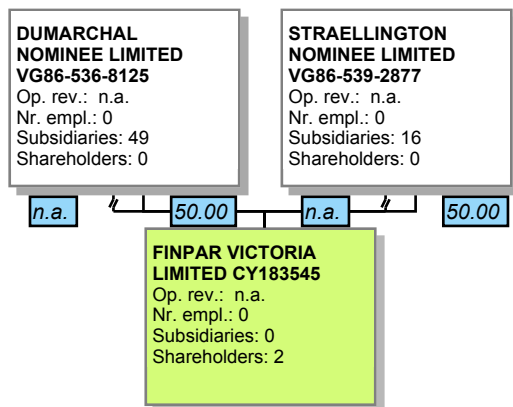 DUMARCHAL
NOMINEE LIMITED
VG86-536-8125
Op. rev.: n.a.
Nr. empl.: 0
Subsidiaries: 49
Shareholders: 0
STRAELLINGTON
NOMINEE LIMITED
VG86-539-2877
Op. rev.: n.a.
Nr. empl.: 0
Subsidiaries: 16
Shareholders: 0
n.a.
50.00
n.a.
50.00
FINPAR VICTORIA
LIMITED CY183545
Op. rev.: n.a.
Nr. empl.: 0
Subsidiaries: 0
Shareholders: 2